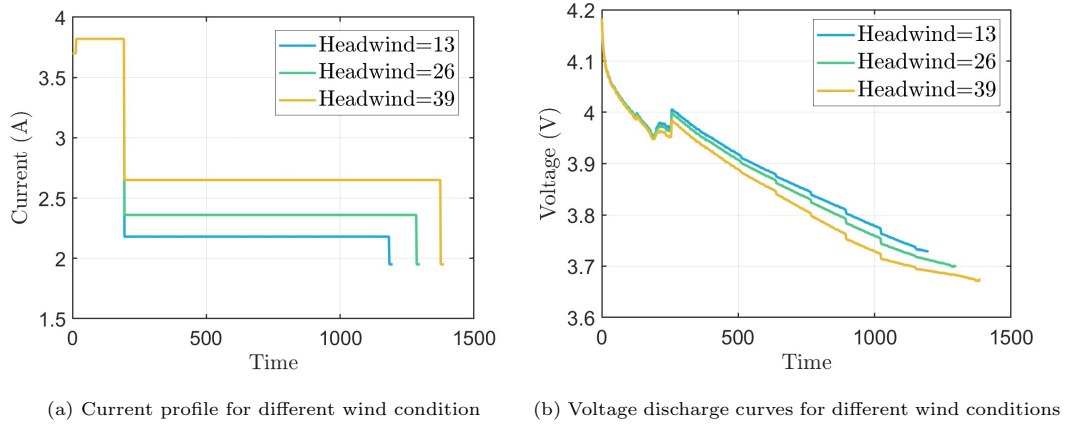 4
3.5
3
2.5
2
1.5
0
500
1000
1500
Current (A)
Time
Headwind=13
Headwind=26
Headwind=39
(a) Current profile for different wind condition
4.2
4.1
4
3.9
3.8
3.7
3.6
0
500
1000
1500
Voltage (V)
Time
Headwind=13
Headwind=26
Headwind=39
(b) Voltage discharge curves for different wind conditions